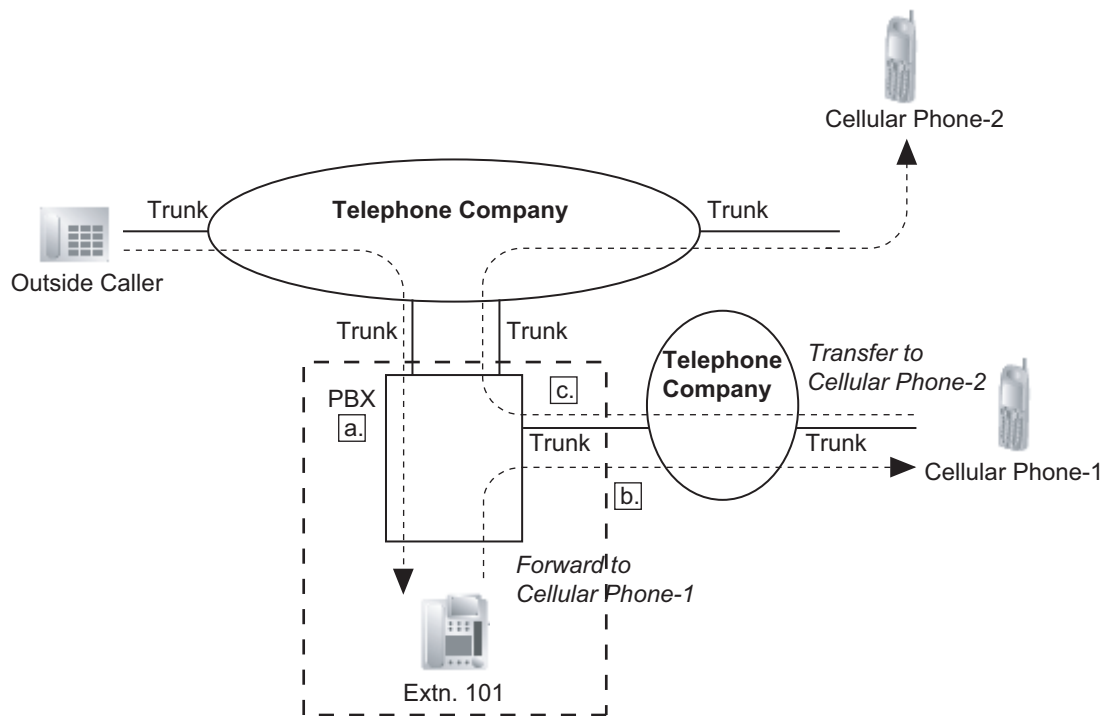 Cellular Phone-2
Trunk
Telephone Company
Trunk
Outside Caller
Trunk
Trunk
Telephone
Company
Transfer to
Cellular Phone-2
PBX
a.
c.
Trunk
Trunk
Cellular Phone-1
b.
Forward to
Cellular Phone-1
Extn. 101